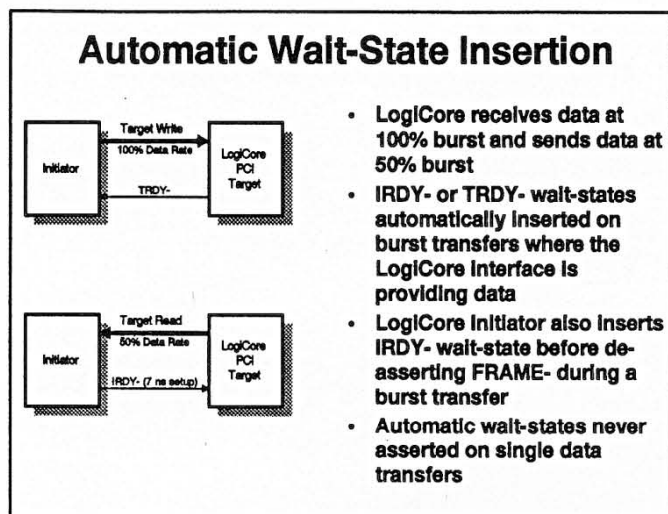 Automatic Wait-State Insertion
Initiator
Target Write
100% Data Rate
TRDY-
LogiCore
PCI
Target
Initiator
Target Read
50% Data Rate
IRDY- (7 ns setup)
LogiCore
PCI
Target
• LogiCore receives data at
100% burst and sends data at
50% burst
• IRDY- or TRDY- wait-states
automatically inserted on
burst transfers where the
LogiCore interface is
providing data
• LogiCore Initiator also inserts
IRDY- wait-state before de-
asserting FRAME- during a
burst transfer
• Automatic wait-states never
asserted on single data
transfers